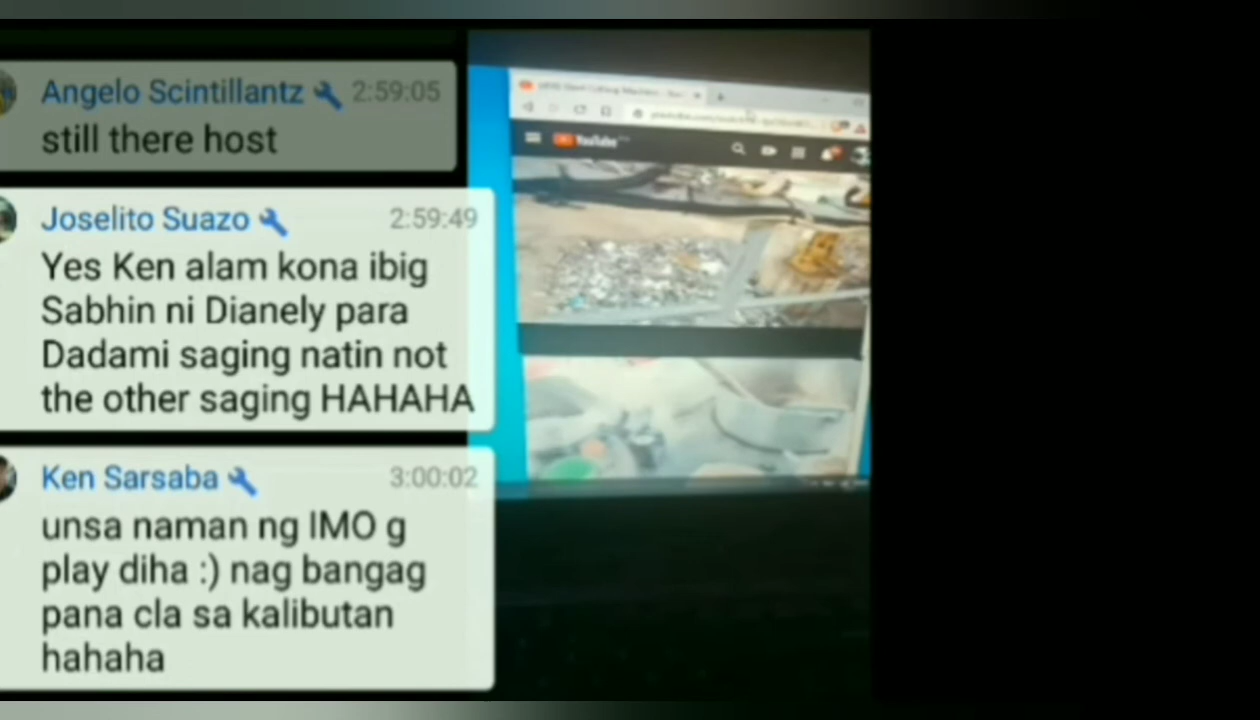 Angelo Scintillantz 2:59:05
still there host
Joselito Suazo 2:59:49
Yes Ken alam kona ibig
Sabhin ni Dianely para
Dadami saging natin not
the other saging HAHAHA
Ken Sarsaba 3:00:02
unsa naman ng IMO g
play diha :) nag bangag
pana cla sa kalibutan
hahaha
YouTube